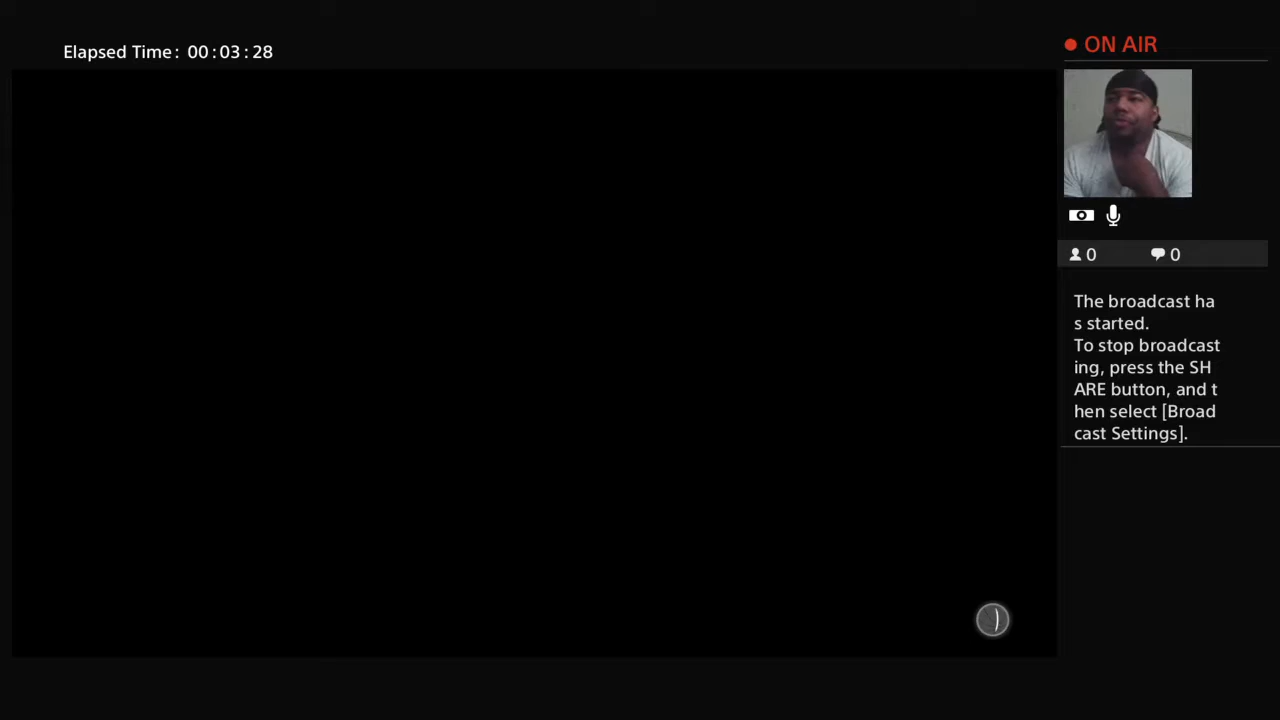 Elapsed Time: 00:03:28
ON AIR
0 0
The broadcast ha
s started.
To stop broadcast
ing, press the SH
ARE button, and t
hen select [Broad
cast Settings].